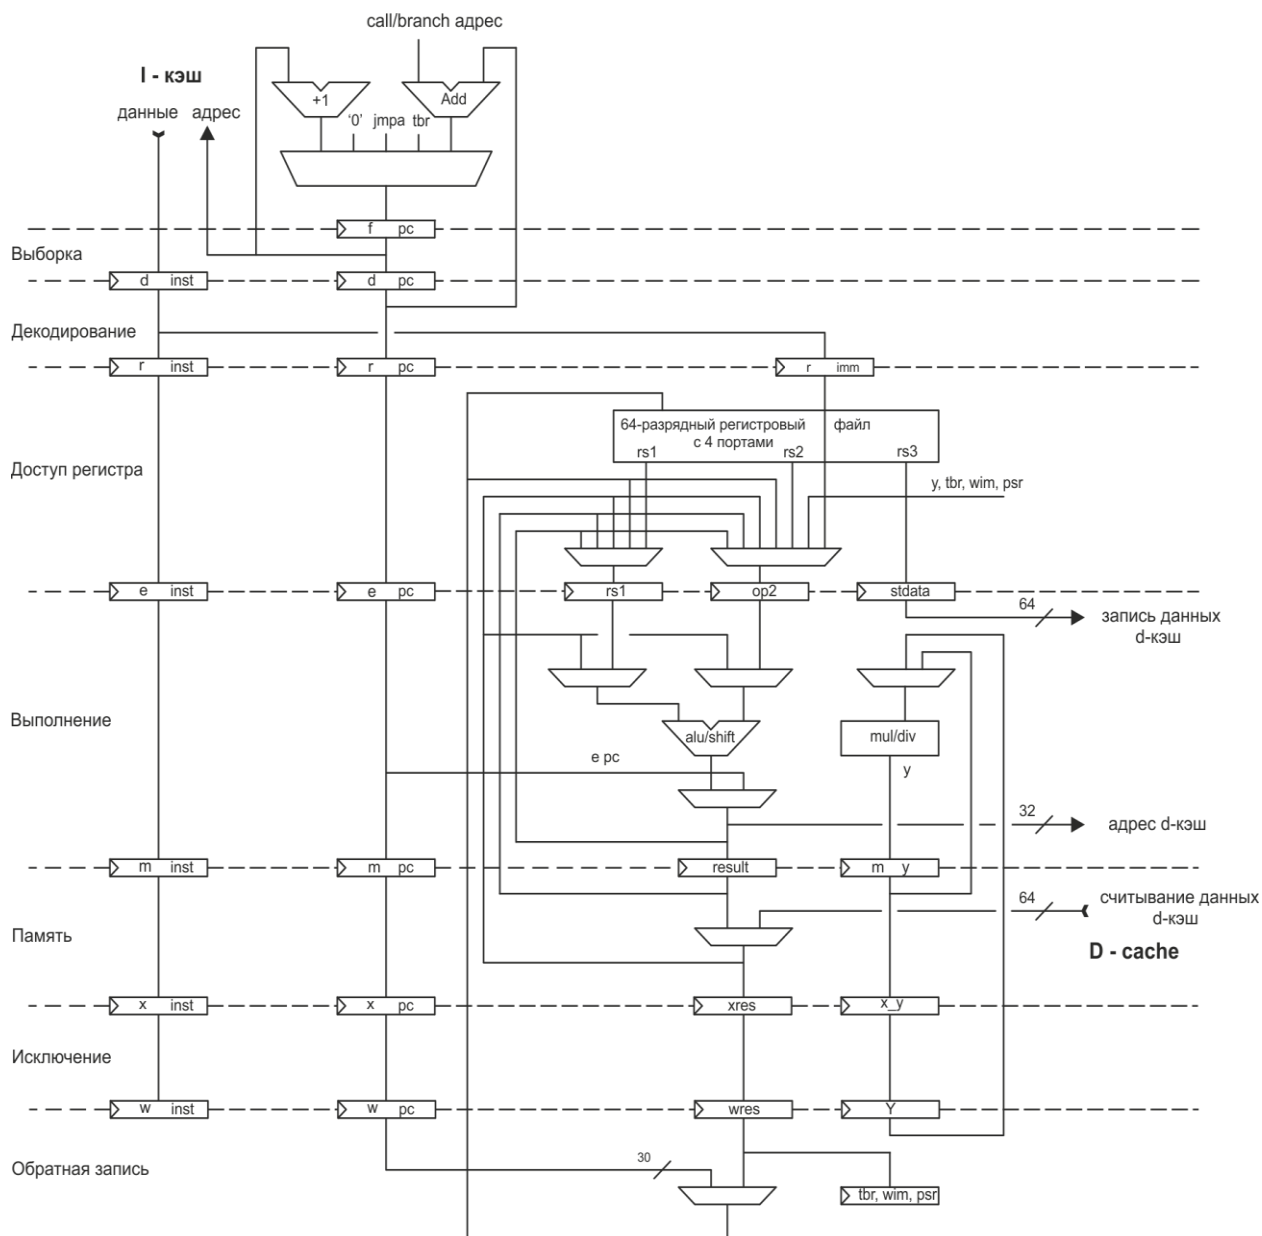 call/branch адрес
I - кэш
данные адрес
+1
Add
'0' jmpa tbr
f pc
Выборка
d inst
d pc
Декодирование
r inst
r pc
r imm
64-разрядный регистровый файл
с 4 портами
rs1
rs2
rs3
Доступ регистра
y, tbr, wim, psr
e inst
e pc
rs1
op2
stdata
64
запись данных
d-кэш
Выполнение
alu/shift
mul/div
e pc
y
32
адрес d-кэш
m inst
m pc
result
m y
64
считывание данных
d-кэш
Память
D - cache
x inst
x pc
xres
x_y
Исключение
w inst
w pc
wres
Y
Обратная запись
30
tbr, wim, psr